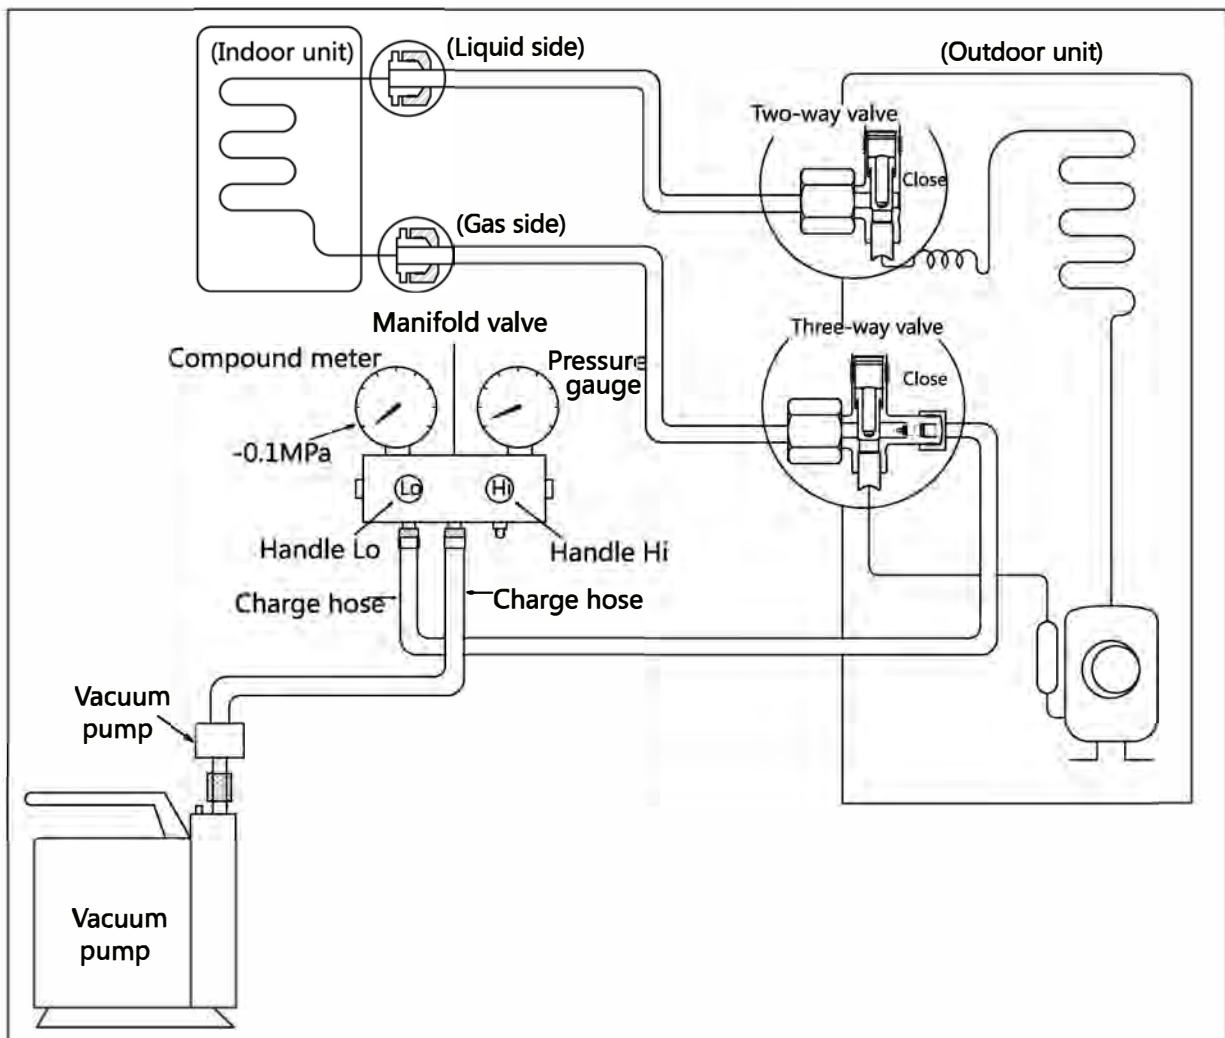 (Indoor unit)
(Liquid side)
(Outdoor unit)
Two-way valve
Close
(Gas side)
Manifold valve
Three-way valve
Compound meter
Pressure
gauge
Close
-0.1MPa
Lo
Hi
Handle Lo
Handle Hi
Charge hose
Charge hose
Vacuum
pump
Vacuum
pump